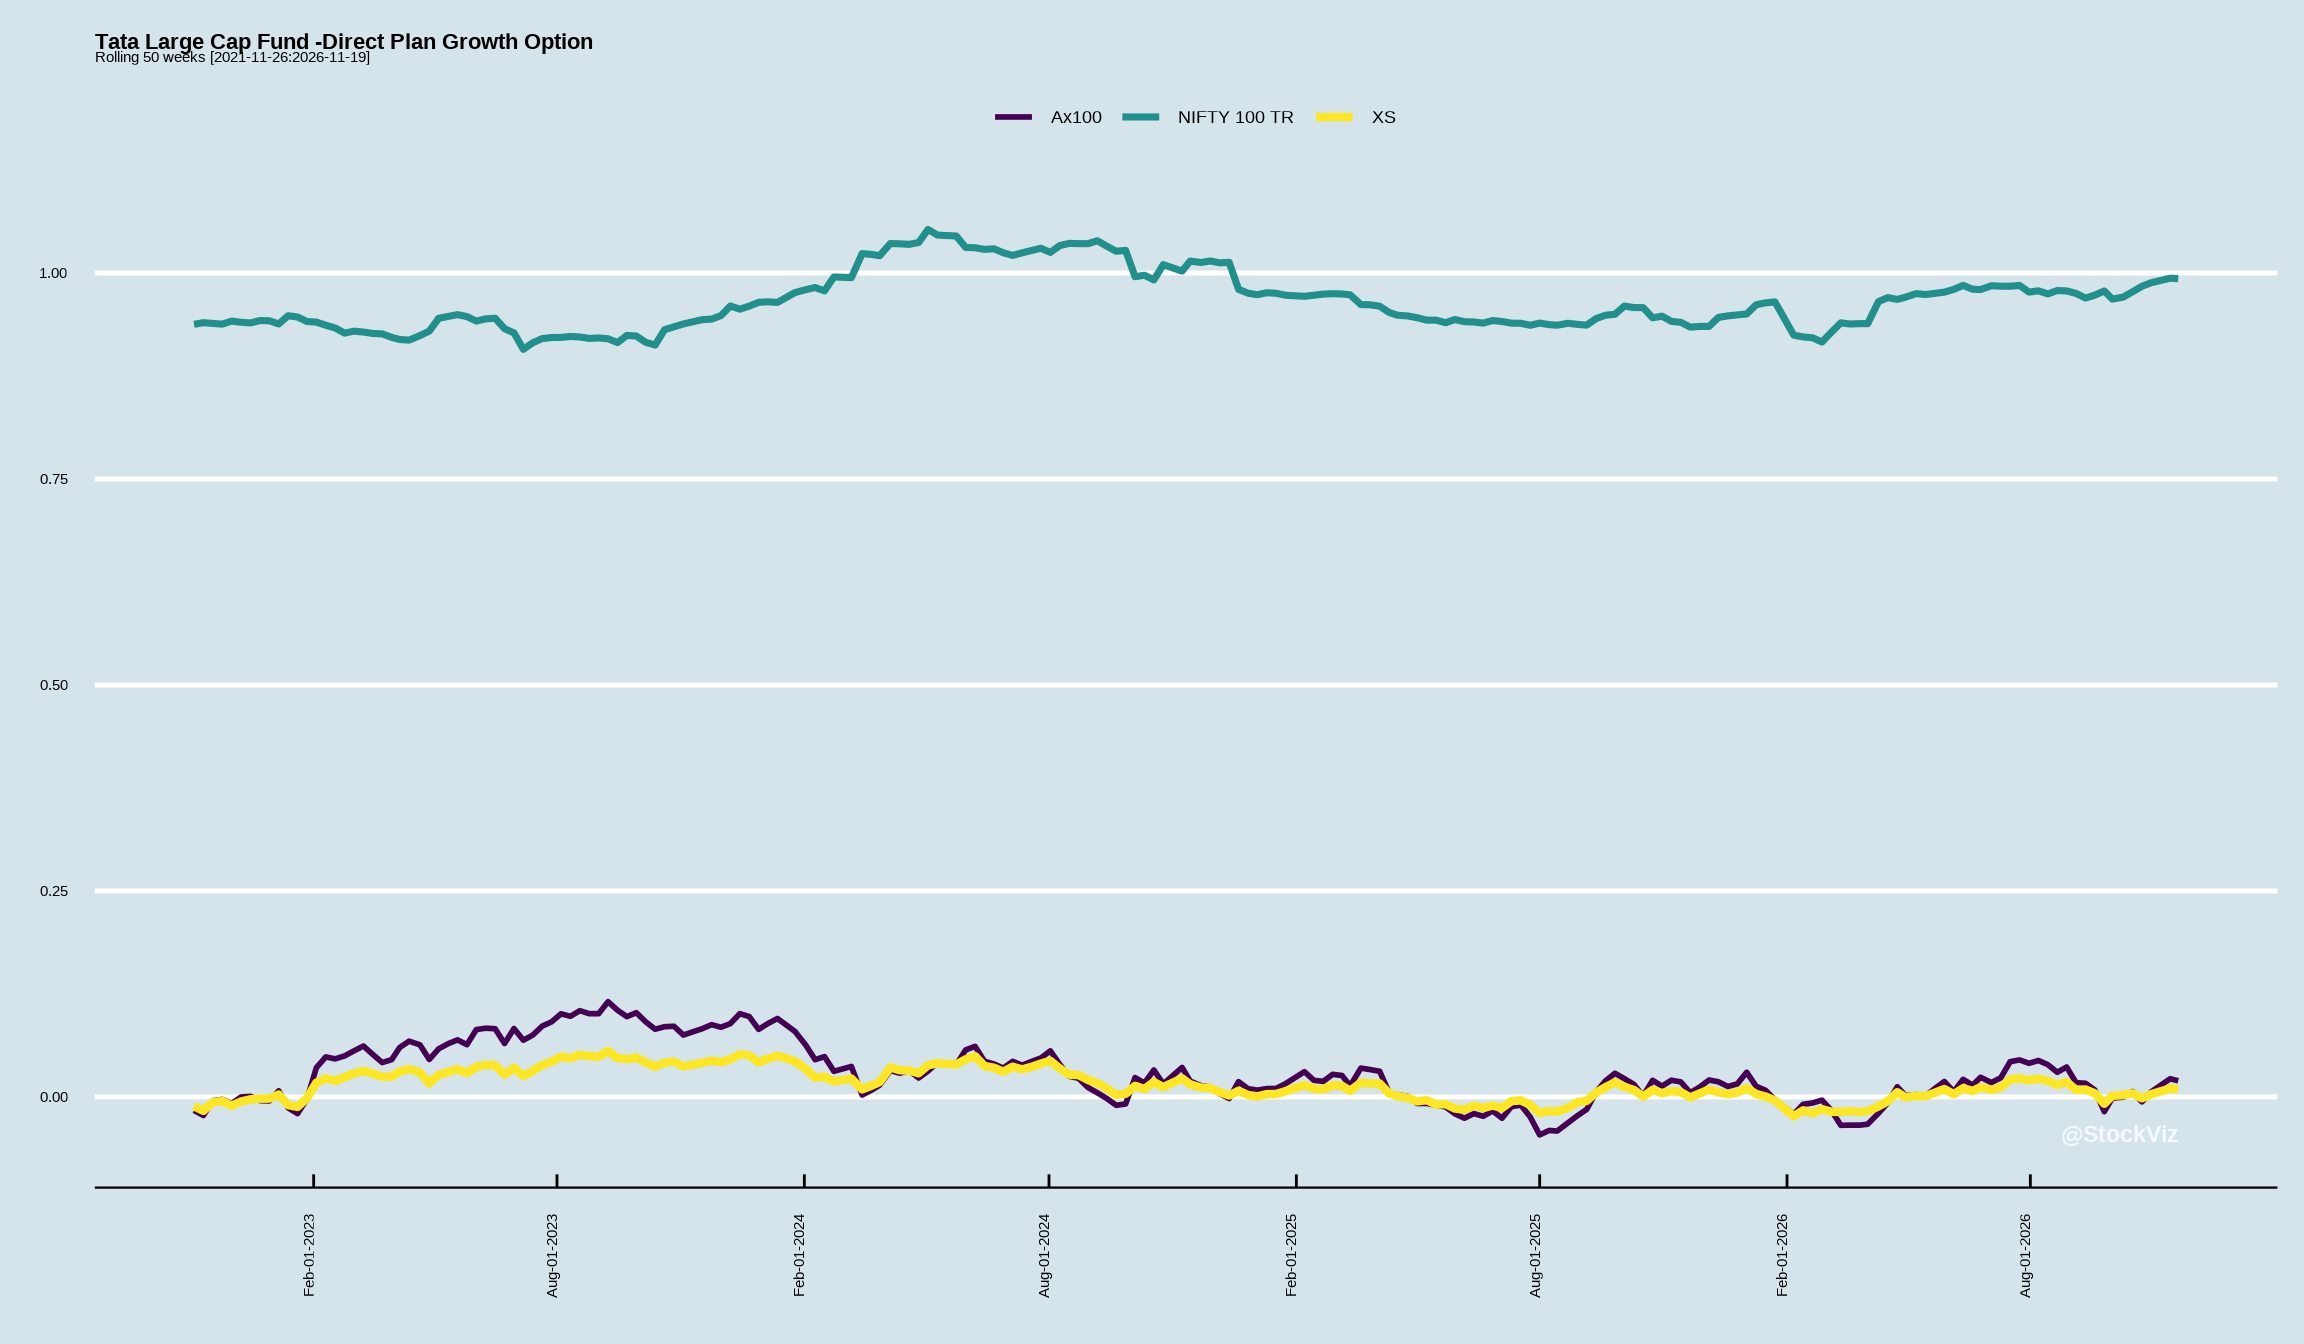 Tata Large Cap Fund -Direct Plan Growth Option
Rolling 50 weeks [2021-11-26:2026-11-19]
Ax100 NIFTY 100 TR XS
1.00
0.75
0.50
0.25
0.00
@StockViz
Feb-01-2023 Aug-01-2023 Feb-01-2024 Aug-01-2024 Feb-01-2025 Aug-01-2025 Feb-01-2026 Aug-01-2026